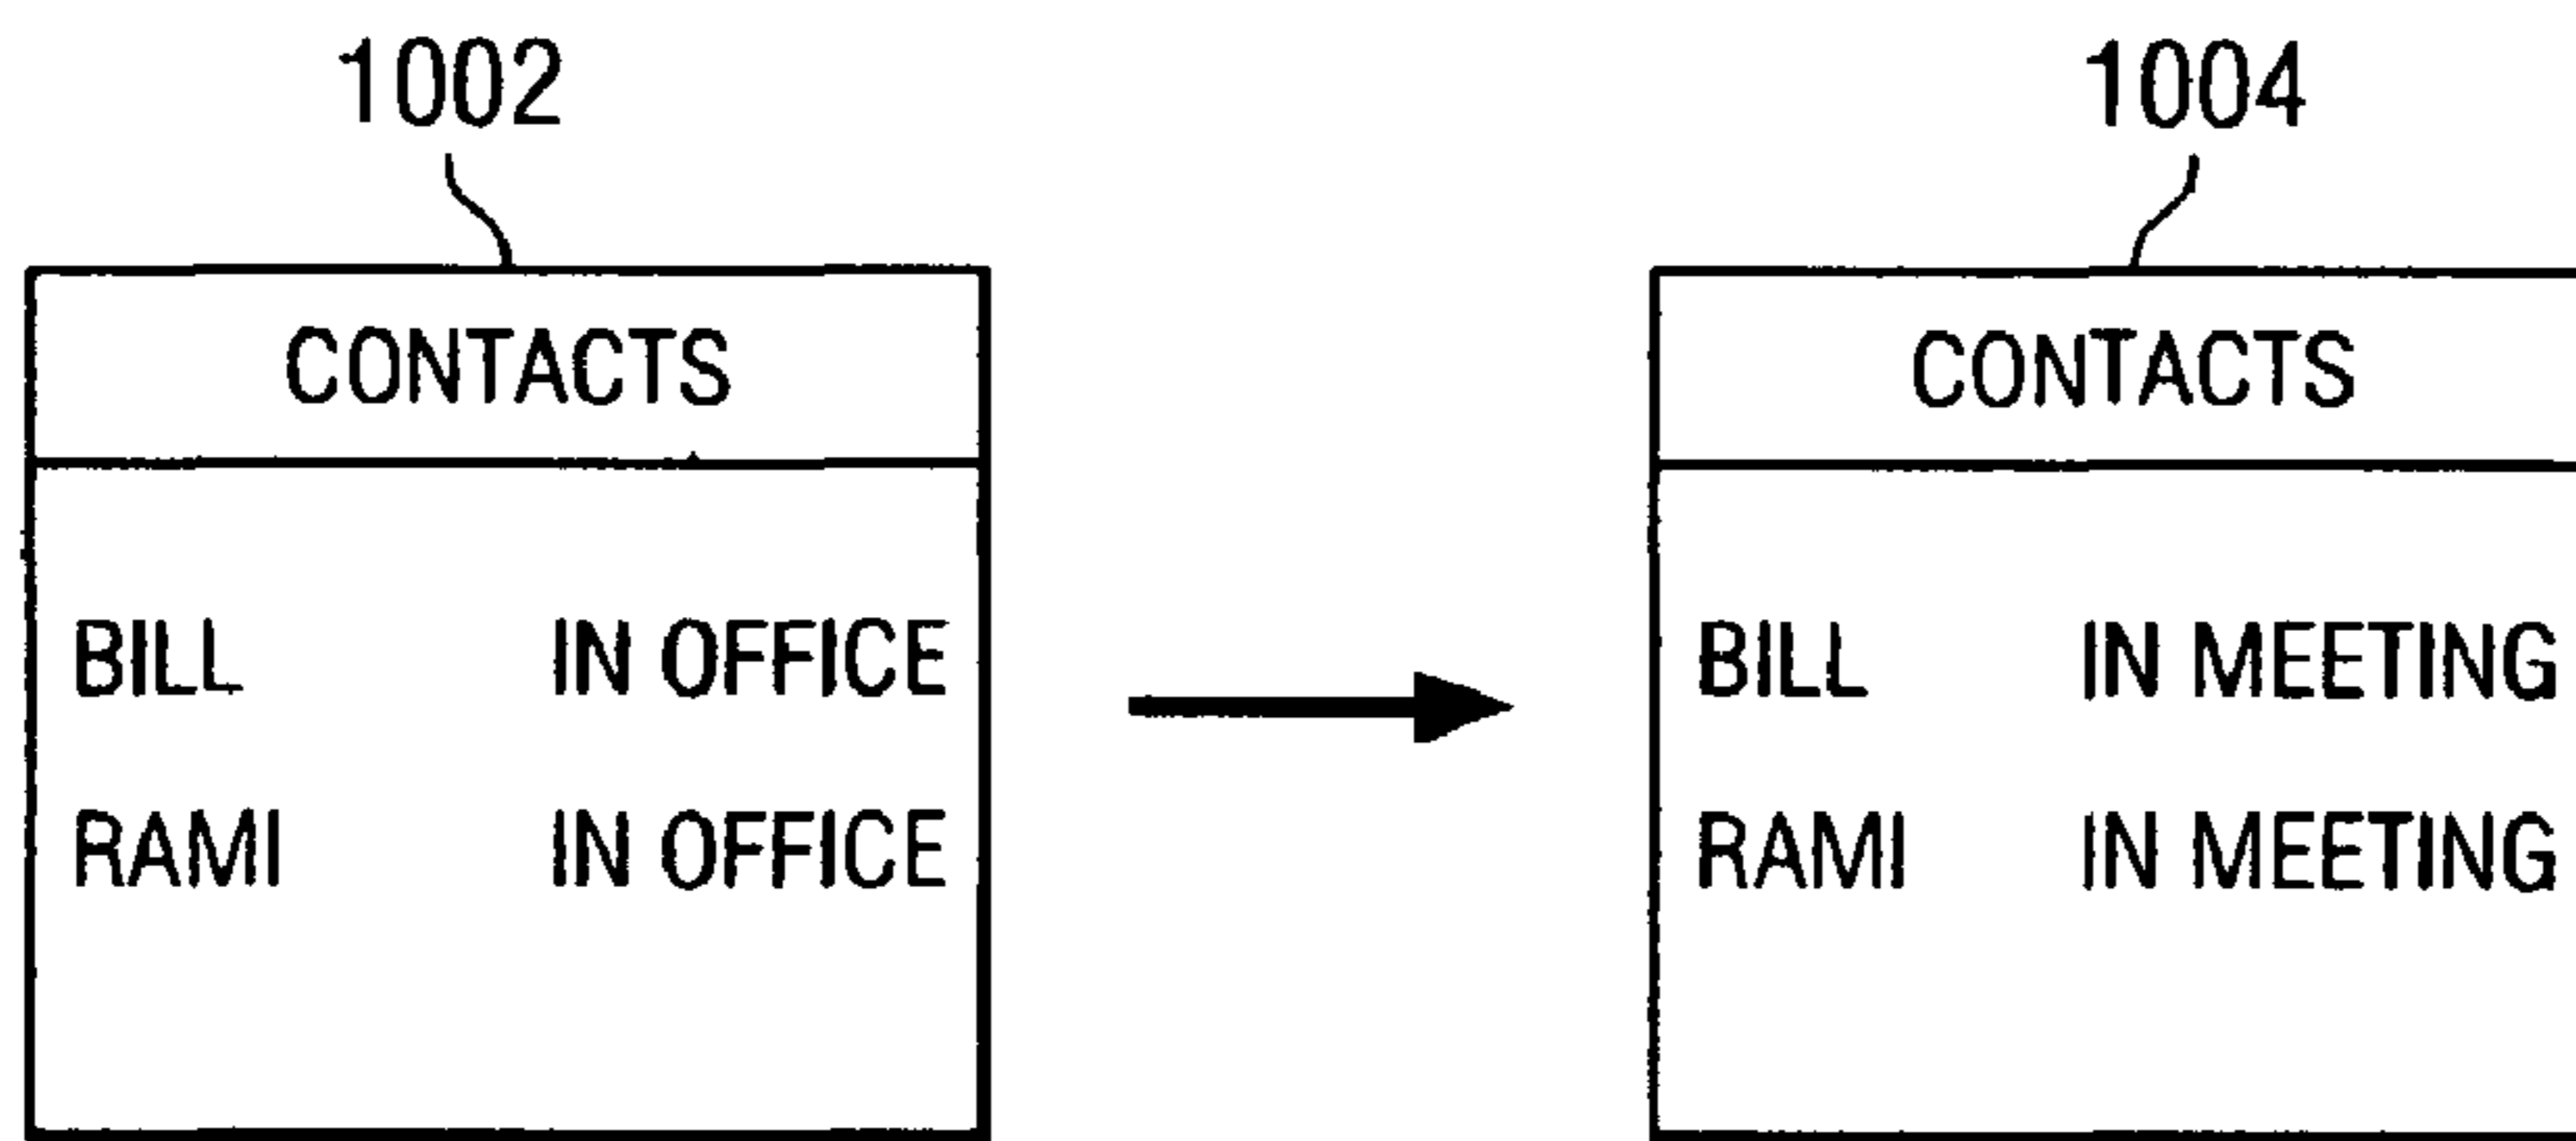 1002
CONTACTS
BILL IN OFFICE
RAMI IN OFFICE
1004
CONTACTS
BILL IN MEETING
RAMI IN MEETING